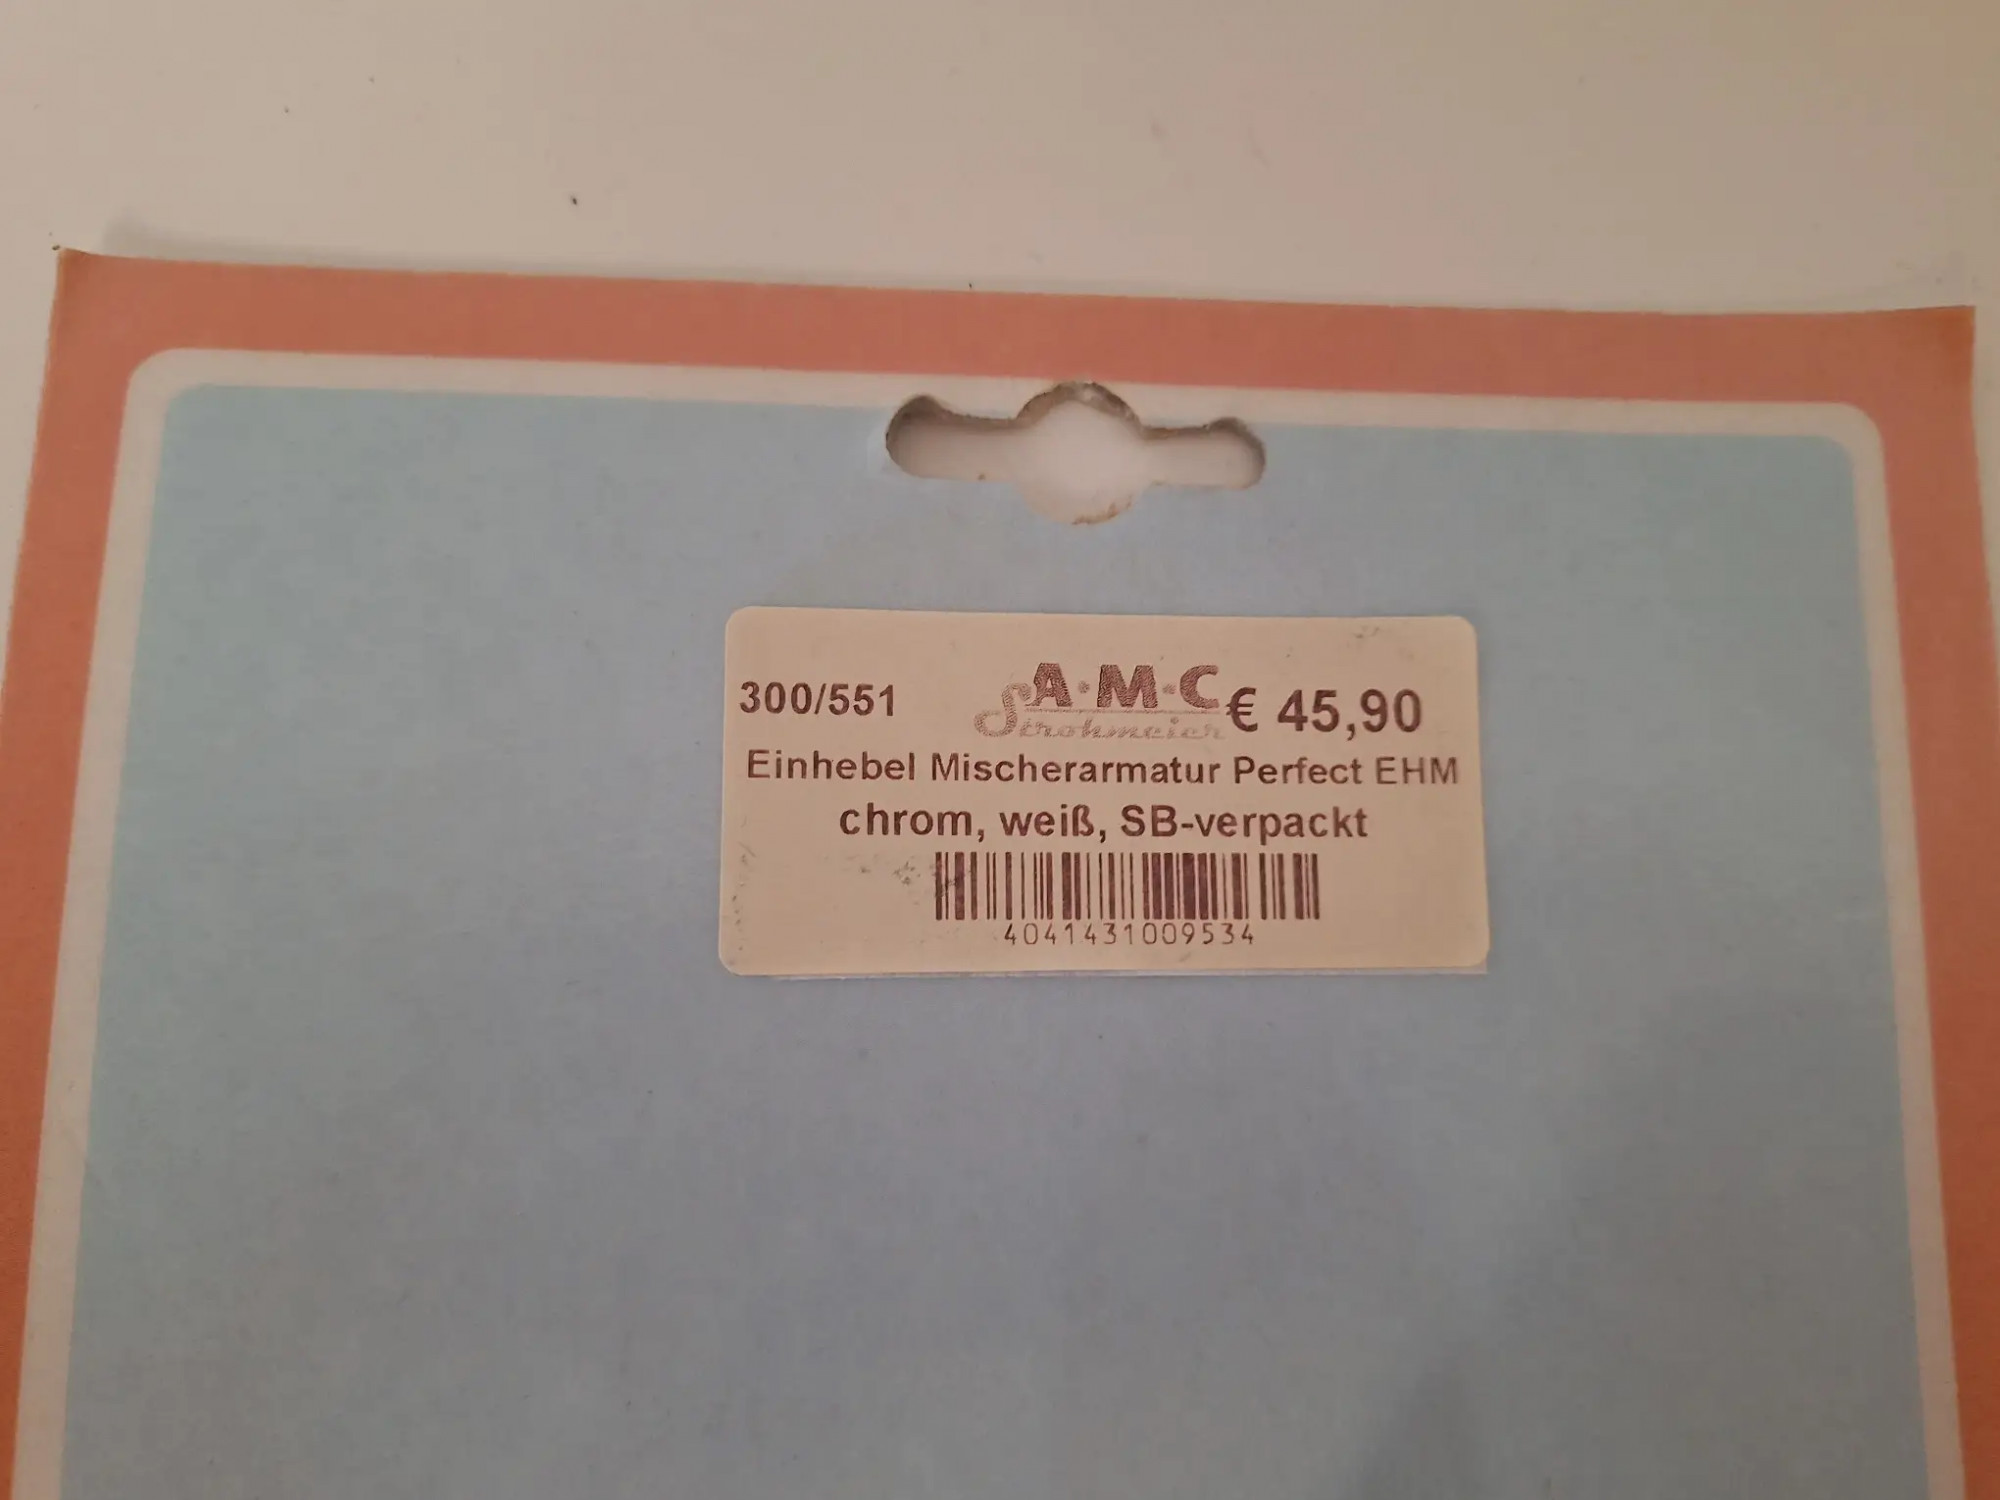 300/551
A·M·C
Strohmeier
€ 45,90
Einhebel Mischerarmatur Perfect EHM
chrom, weiß, SB-verpackt
4041431009534